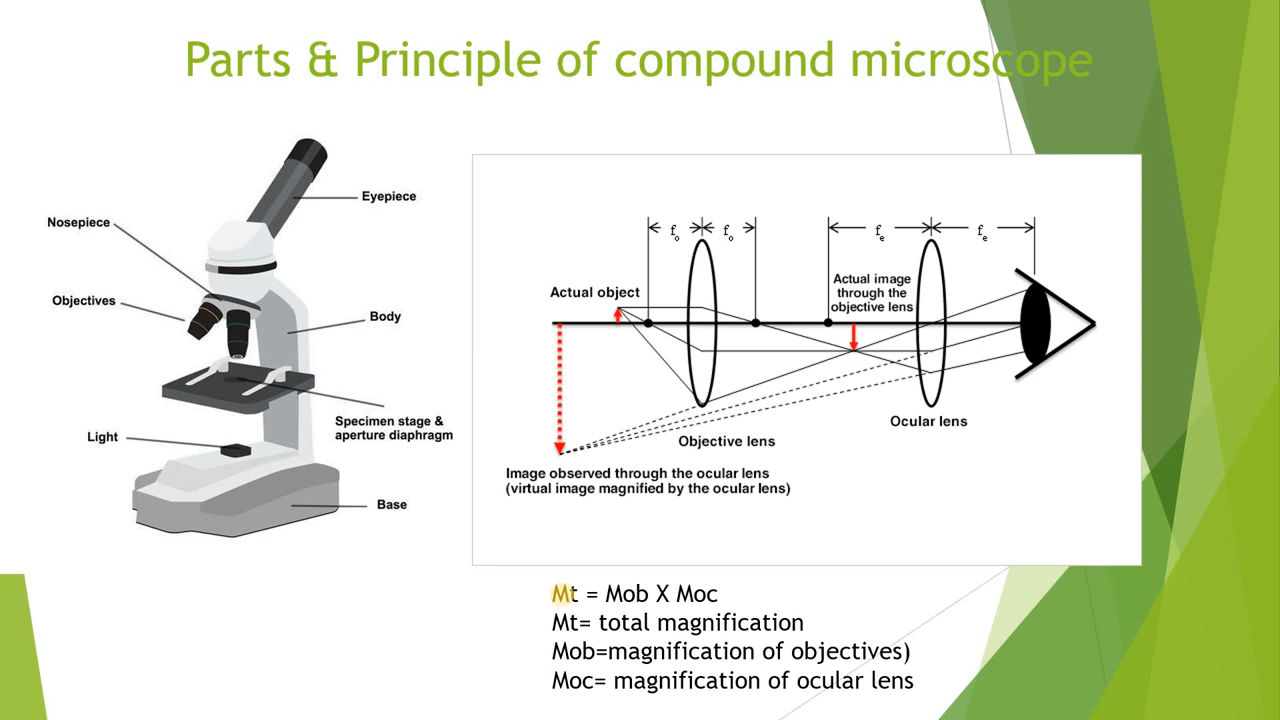 Parts & Principle of compound microscope
Eyepiece
Nosepiece
Objectives
Body
Specimen stage &
aperture diaphragm
Light
Base
fo
fo
fe
fe
Actual object
Actual image
through the
objective lens
Ocular lens
Objective lens
Image observed through the ocular lens
(virtual image magnified by the ocular lens)
Mt = Mob X Moc
Mt= total magnification
Mob=magnification of objectives)
Moc= magnification of ocular lens